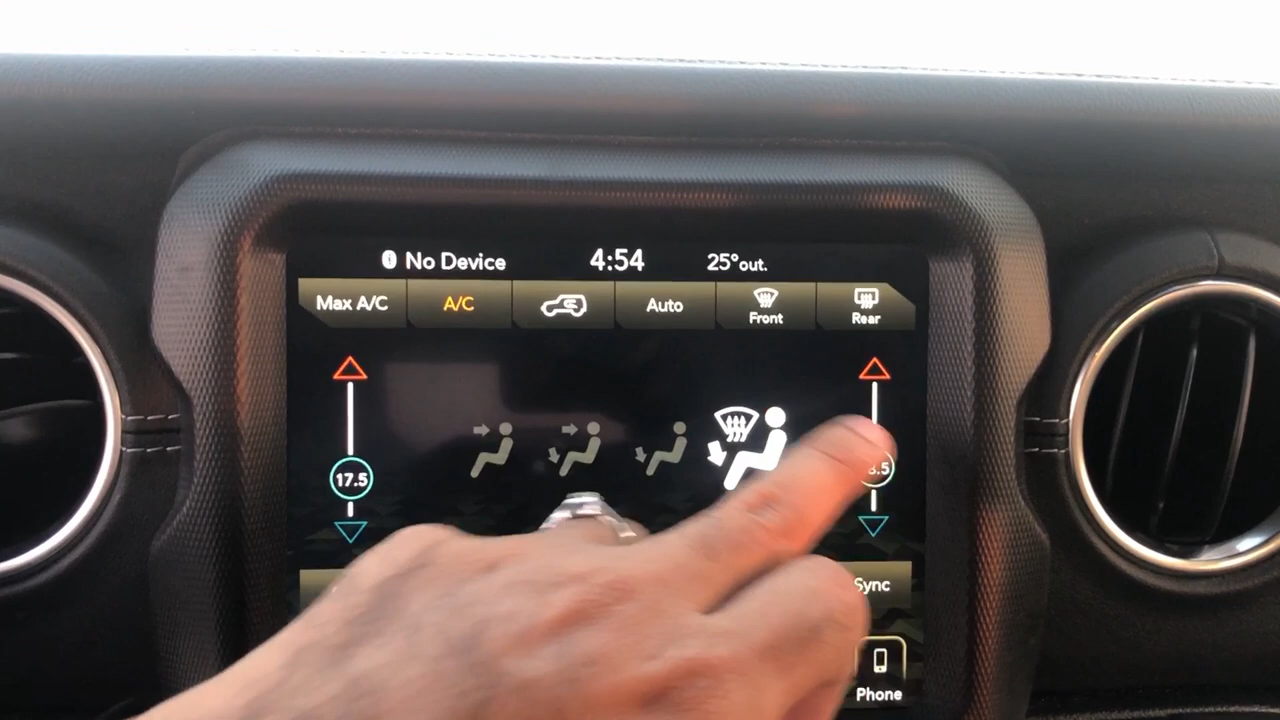 No Device
4:54
25° out.
Max A/C
A/C
Auto
Front
Rear
17.5
Sync
Phone